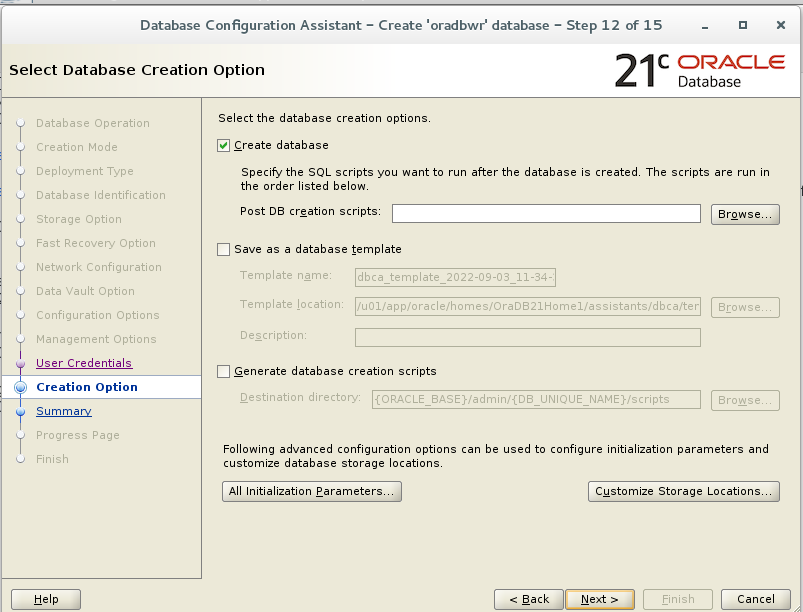 Database Configuration Assistant – Create 'oradbwr' database – Step 12 of 15
Select Database Creation Option
21c ORACLE
Database
Database Operation
Creation Mode
Deployment Type
Database Identification
Storage Option
Fast Recovery Option
Network Configuration
Data Vault Option
Configuration Options
Management Options
User Credentials
Creation Option
Summary
Progress Page
Finish
Select the database creation options.
Create database
Specify the SQL scripts you want to run after the database is created. The scripts are run in
the order listed below.
Post DB creation scripts:
Browse...
Save as a database template
Template name: dbca_template_2022-09-03_11-34-
Template location: /u01/app/oracle/homes/OraDB21Home1/assistants/dbca/ter Browse...
Description:
Generate database creation scripts
Destination directory: {ORACLE_BASE}/admin/{DB_UNIQUE_NAME}/scripts Browse...
Following advanced configuration options can be used to configure initialization parameters and
customize database storage locations.
All Initialization Parameters... Customize Storage Locations...
Help < Back Next > Finish Cancel